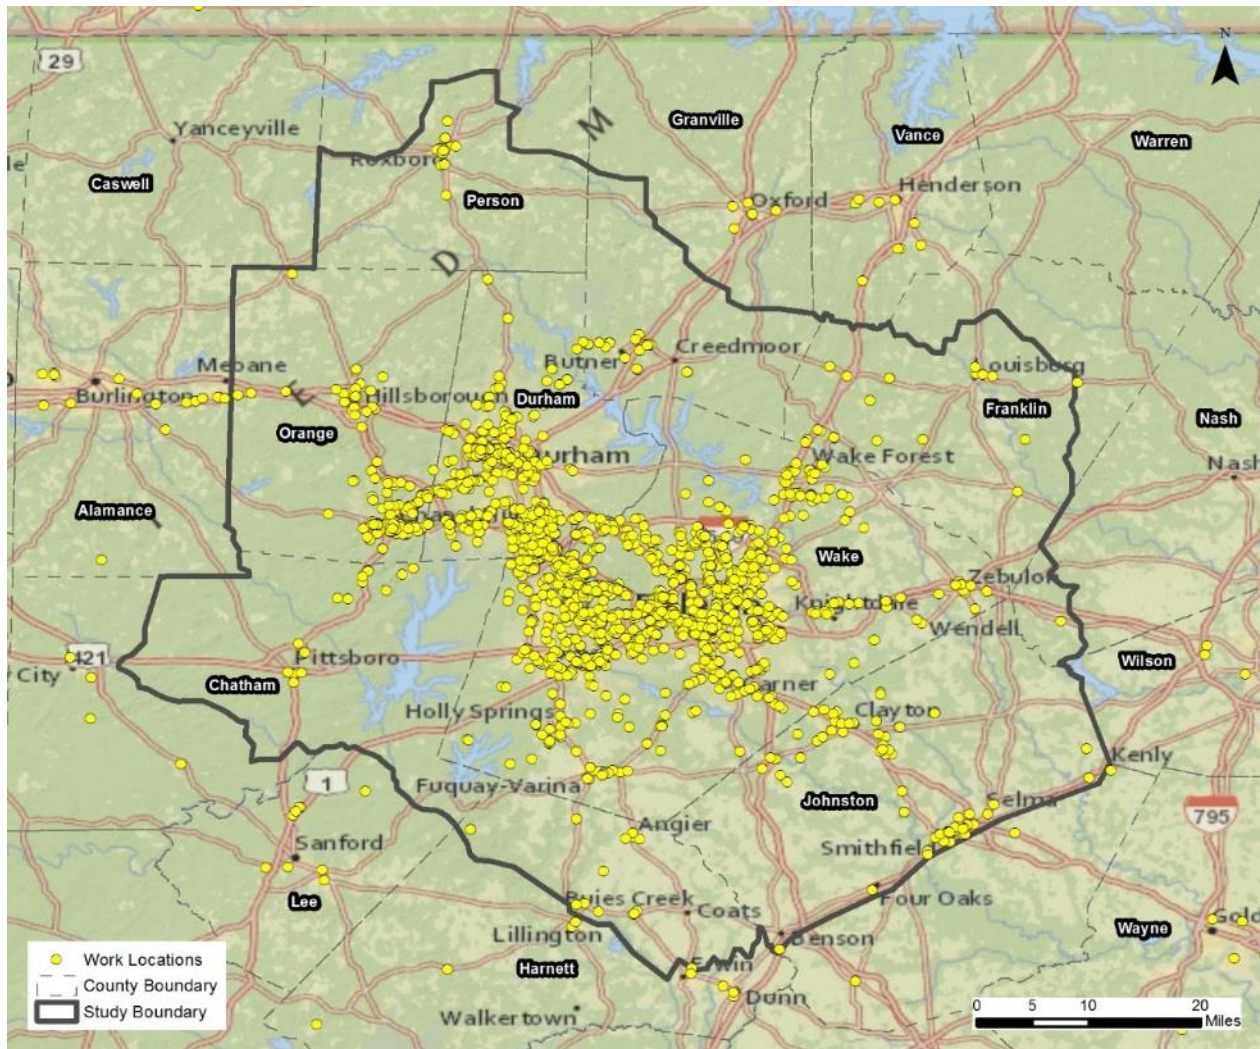 N
29
M
Granville
Yanceyville
Vance
Warren
Caswell
Roxboro
Henderson
Person
Oxford
D
Creedmoor
Butner
Mebane
Louisburg
Burlington
E
Hillsborough
Durham
Franklin
Orange
Nash
Durham
Wake Forest
Nash
Alamance
Wake
Zebulon
Knightdale
Wendell
421
Pittsboro
City
Wilson
Chatham
Garner
Holly Springs
Clayton
Kenly
1
Fuquay-Varina
Johnston
Selma
795
Angier
Sanford
Smithfiel
Lee
Buies Creek
Coats
Four Oaks
Gold
Wayne
Lillington
Benson
Harnett
Erwin
Dunn
Walkertown
Work Locations
County Boundary
Study Boundary
0 5 10 20
Miles